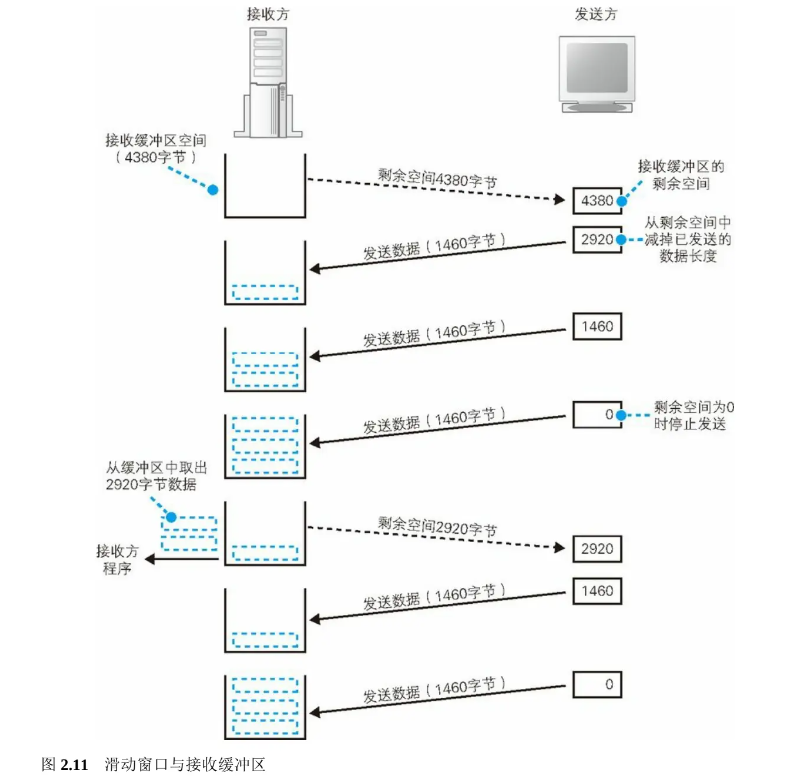 接收方
发送方
接收缓冲区空间
（4380字节）
剩余空间4380字节
接收缓冲区的
剩余空间
4380
从剩余空间中
减掉已发送的
数据长度
2920
发送数据（1460字节）
1460
发送数据（1460字节）
0
剩余空间为0
时停止发送
发送数据（1460字节）
从缓冲区中取出
2920字节数据
剩余空间2920字节
2920
接收方
程序
1460
发送数据（1460字节）
0
发送数据（1460字节）
图 2.11 滑动窗口与接收缓冲区